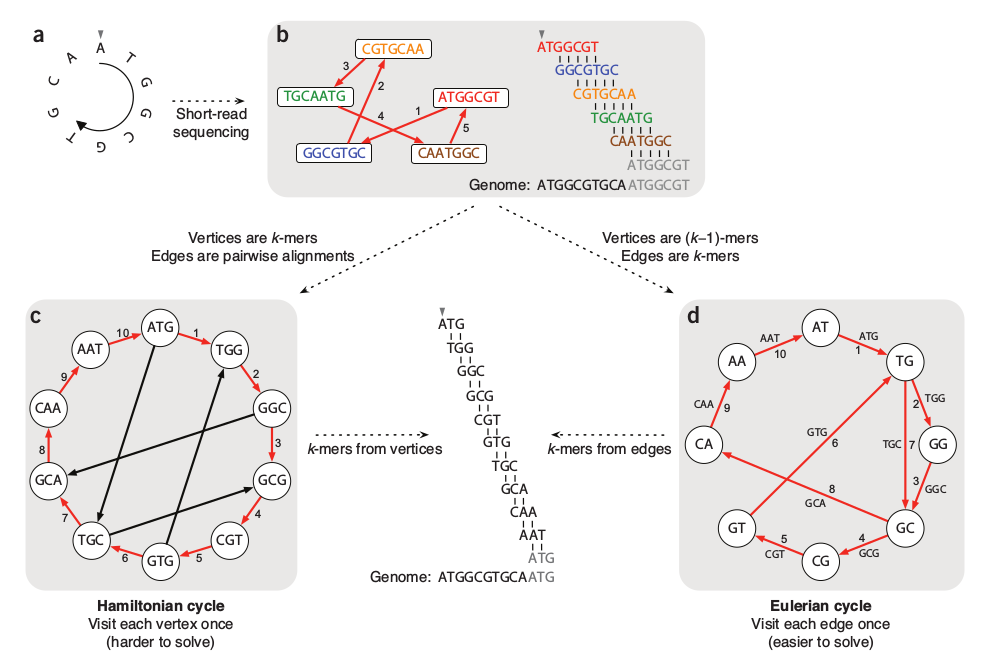 a
A
T
G
G
C
G
T
G
C
A
A
Short-read
sequencing
b
CGTGCAA
TGCAATG
ATGGCGT
GGCGTGC
CAATGGC
3
2
4
1
5
ATGGCGT
GGCGTGC
CGTGCAA
TGCAATG
CAATGGC
ATGGCGT
Genome: ATGGCGTGCAATGGCGT
Vertices are k-mers
Edges are pairwise alignments
Vertices are (k–1)-mers
Edges are k-mers
c
ATG
TGG
GGC
GCG
CGT
GTG
TGC
GCA
CAA
AAT
1
2
3
4
5
6
7
8
9
10
Hamiltonian cycle
Visit each vertex once
(harder to solve)
k-mers from vertices
ATG
TGG
GGC
GCG
CGT
GTG
TGC
GCA
CAA
AAT
ATG
Genome: ATGGCGTGCAATG
k-mers from edges
d
AT
TG
GG
GC
CG
GT
CA
AA
ATG
1
2 TGG
3
GGC
4
GCG
5
CGT
GTG
6
TGC 7
8
GCA
CAA 9
AAT
10
Eulerian cycle
Visit each edge once
(easier to solve)